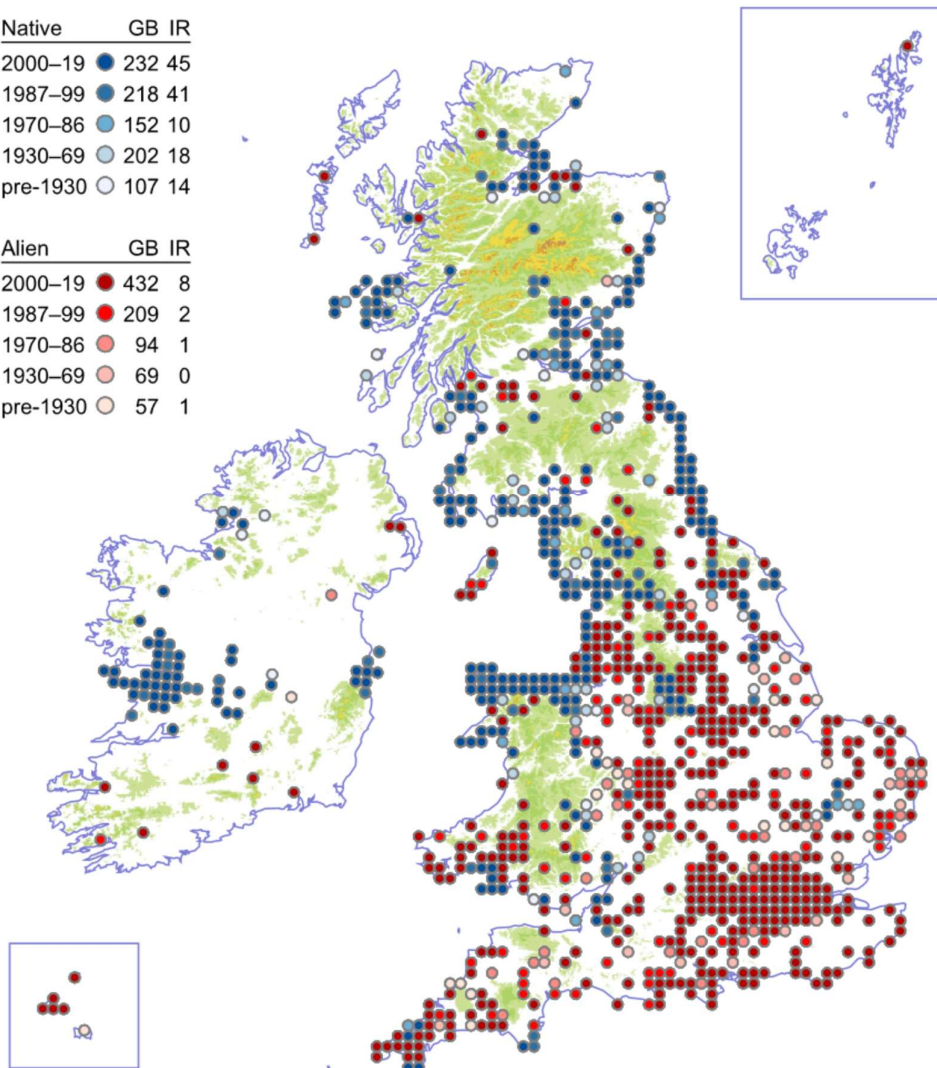 Native GB IR
2000–19 232 45
1987–99 218 41
1970–86 152 10
1930–69 202 18
pre-1930 107 14
Alien GB IR
2000–19 432 8
1987–99 209 2
1970–86 94 1
1930–69 69 0
pre-1930 57 1